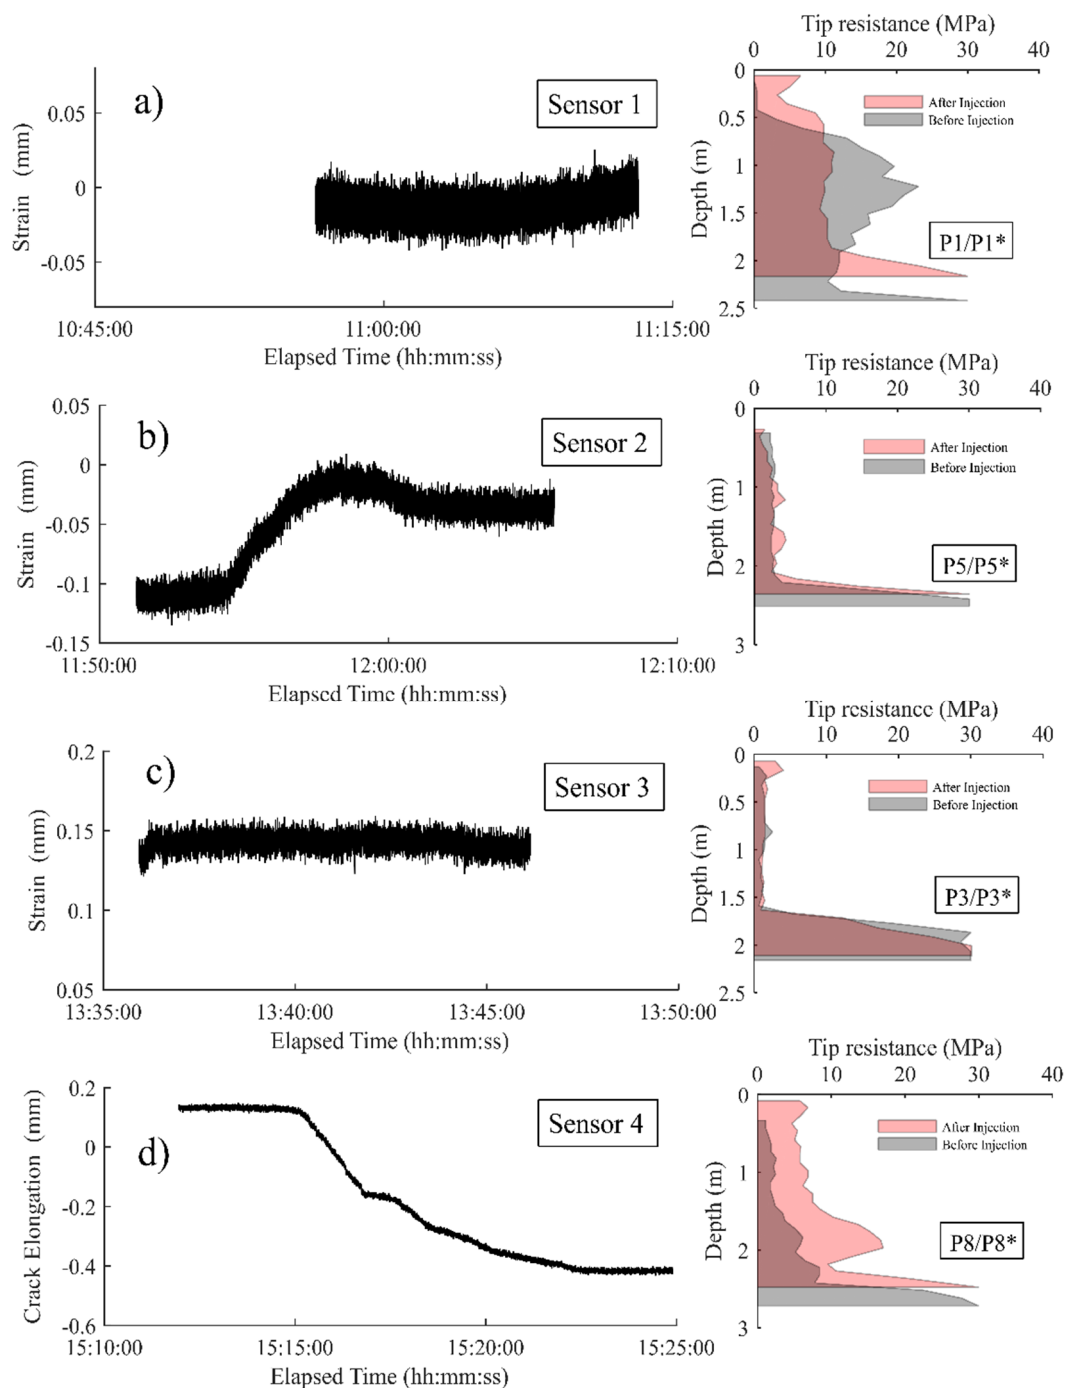 Tip resistance (MPa)
0 10 20 30 40
a)
Sensor 1
0.05
0
-0.05
Strain (mm)
10:45:00 11:00:00 11:15:00
Elapsed Time (hh:mm:ss)
After Injection
Before Injection
0
0.5
1
1.5
2
2.5
Depth (m)
P1/P1*
Tip resistance (MPa)
0 10 20 30 40
b)
Sensor 2
0.05
0
-0.05
-0.1
-0.15
Strain (mm)
11:50:00 12:00:00 12:10:00
Elapsed Time (hh:mm:ss)
After Injection
Before Injection
0
1
2
3
Depth (m)
P5/P5*
Tip resistance (MPa)
0 10 20 30 40
c)
Sensor 3
0.2
0.15
0.1
0.05
Strain (mm)
13:35:00 13:40:00 13:45:00 13:50:00
Elapsed Time (hh:mm:ss)
After Injection
Before Injection
0
0.5
1
1.5
2
2.5
Depth (m)
P3/P3*
Tip resistance (MPa)
0 10 20 30 40
d)
Sensor 4
0.2
0
-0.2
-0.4
-0.6
Crack Elongation (mm)
15:10:00 15:15:00 15:20:00 15:25:00
Elapsed Time (hh:mm:ss)
After Injection
Before Injection
0
1
2
3
Depth (m)
P8/P8*